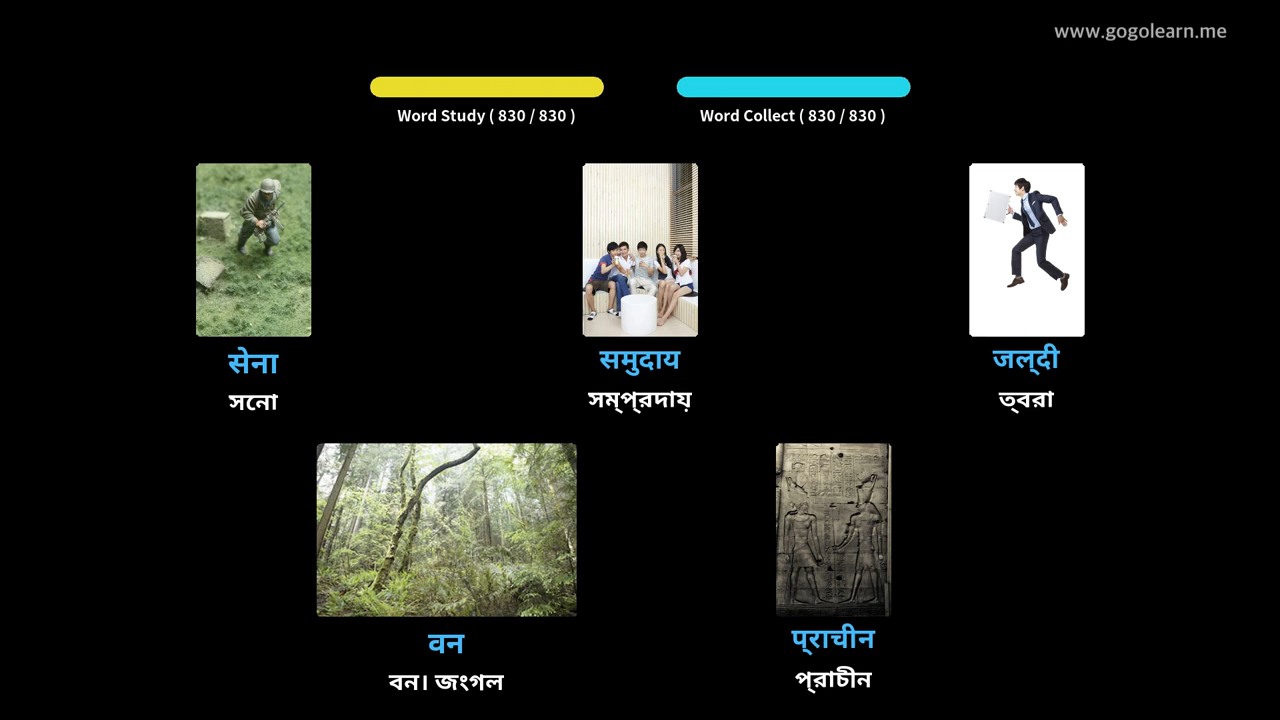 www.gogolearn.me
Word Study ( 830 / 830 )
Word Collect ( 830 / 830 )
सेना
समुदाय
जल्‌दी
সনো
সম্‌প্‌রদায়
ত্‌বরা
वन
प्‌राचीन
বন। জংগল
প্‌রাচীন